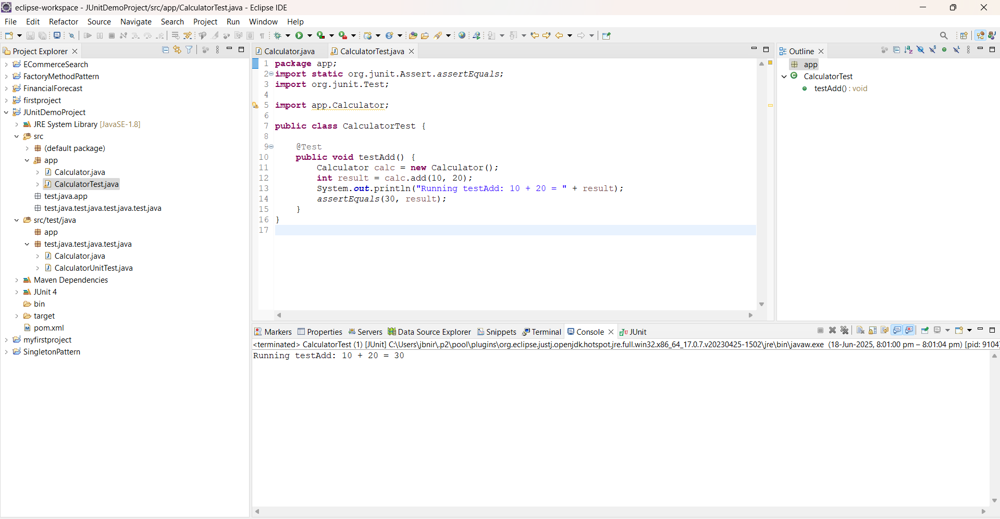 eclipse-workspace - JUnitDemoProject/src/app/CalculatorTest.java - Eclipse IDE
File Edit Refactor Source Navigate Search Project Run Window Help
Project Explorer
ECommerceSearch
FactoryMethodPattern
FinancialForecast
firstproject
JUnitDemoProject
JRE System Library [JavaSE-1.8]
src
(default package)
app
Calculator.java
CalculatorTest.java
test.java.app
test.java.test.java.test.java.test.java
src/test/java
app
test.java.test.java.test.java
Calculator.java
CalculatorUnitTest.java
Maven Dependencies
JUnit 4
bin
target
pom.xml
myfirstproject
SingletonPattern
Calculator.java CalculatorTest.java
1 package app;
2 import static org.junit.Assert.assertEquals;
3 import org.junit.Test;
4
5 import app.Calculator;
6
7 public class CalculatorTest {
8
9 @Test
10 public void testAdd() {
11 Calculator calc = new Calculator();
12 int result = calc.add(10, 20);
13 System.out.println("Running testAdd: 10 + 20 = " + result);
14 assertEquals(30, result);
15 }
16 }
17
Outline
app
CalculatorTest
testAdd() : void
Markers Properties Servers Data Source Explorer Snippets Terminal Console JUnit
<terminated> CalculatorTest (1) [JUnit] C:\Users\jbnir\.p2\pool\plugins\org.eclipse.justj.openjdk.hotspot.jre.full.win32.x86_64_17.0.7.v20230425-1502\jre\bin\javaw.exe (18-Jun-2025, 8:01:00 pm – 8:01:04 pm) [pid: 9104]
Running testAdd: 10 + 20 = 30